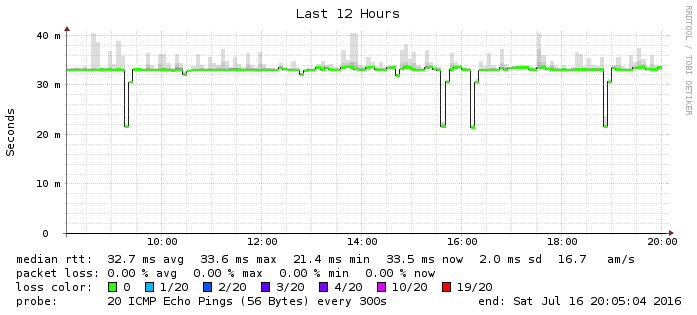 Last 12 Hours
RRDTOOL / TOBI OETIKER
Seconds
40 m
30 m
20 m
10 m
0
10:00 12:00 14:00 16:00 18:00 20:00
median rtt: 32.7 ms avg 33.6 ms max 21.4 ms min 33.5 ms now 2.0 ms sd 16.7 am/s
packet loss: 0.00 % avg 0.00 % max 0.00 % min 0.00 % now
loss color: 0 1/20 2/20 3/20 4/20 10/20 19/20
probe: 20 ICMP Echo Pings (56 Bytes) every 300s end: Sat Jul 16 20:05:04 2016